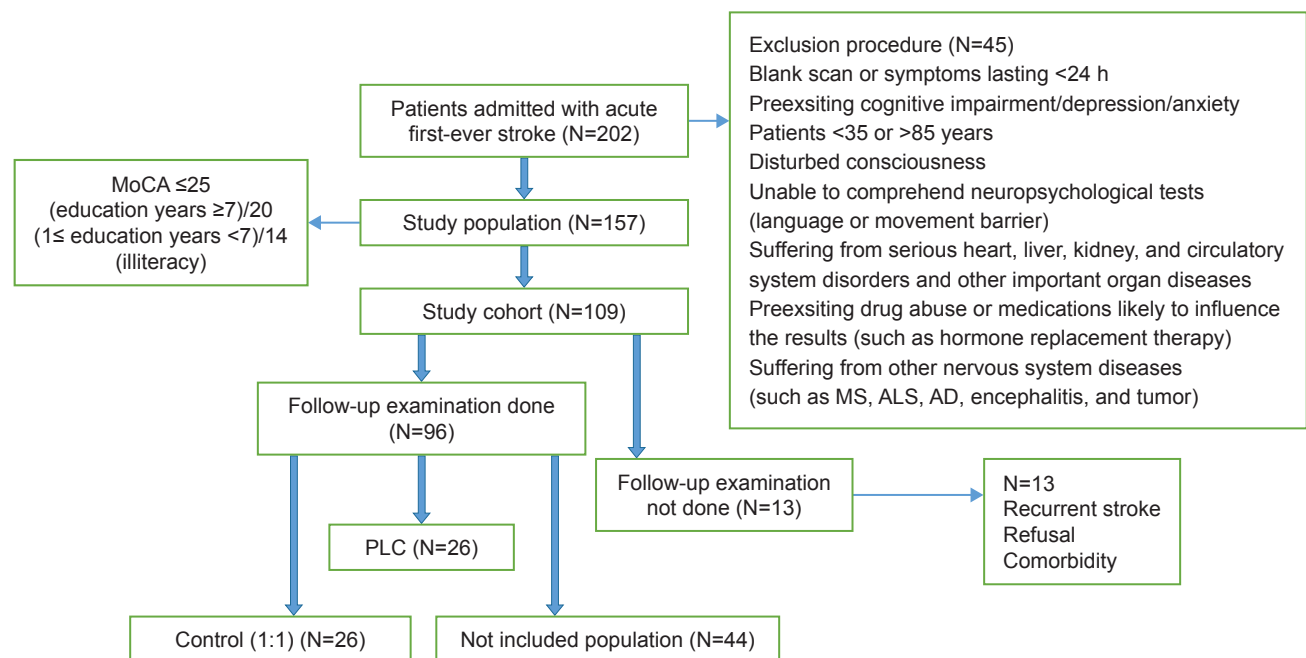 Patients admitted with acute
first-ever stroke (N=202)
Exclusion procedure (N=45)
Blank scan or symptoms lasting <24 h
Preexsiting cognitive impairment/depression/anxiety
Patients <35 or >85 years
Disturbed consciousness
Unable to comprehend neuropsychological tests
(language or movement barrier)
Suffering from serious heart, liver, kidney, and circulatory
system disorders and other important organ diseases
Preexsiting drug abuse or medications likely to influence
the results (such as hormone replacement therapy)
Suffering from other nervous system diseases
(such as MS, ALS, AD, encephalitis, and tumor)
MoCA ≤25
(education years ≥7)/20
(1≤ education years <7)/14
(illiteracy)
Study population (N=157)
Study cohort (N=109)
Follow-up examination done
(N=96)
Follow-up examination
not done (N=13)
N=13
Recurrent stroke
Refusal
Comorbidity
PLC (N=26)
Control (1:1) (N=26)
Not included population (N=44)